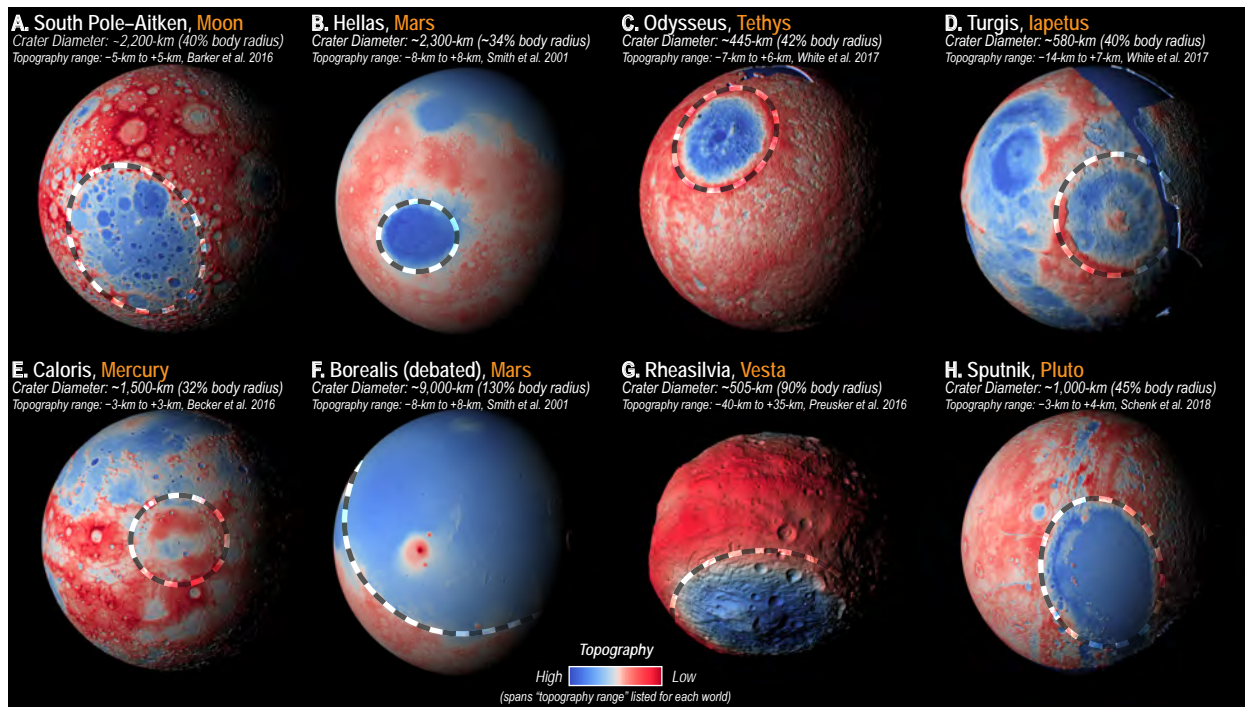 A. South Pole–Aitken, Moon
Crater Diameter: ~2,200-km (40% body radius)
Topography range: −5-km to +5-km, Barker et al. 2016
B. Hellas, Mars
Crater Diameter: ~2,300-km (~34% body radius)
Topography range: −8-km to +8-km, Smith et al. 2001
C. Odysseus, Tethys
Crater Diameter: ~445-km (42% body radius)
Topography range: −7-km to +6-km, White et al. 2017
D. Turgis, Iapetus
Crater Diameter: ~580-km (40% body radius)
Topography range: −14-km to +7-km, White et al. 2017
E. Caloris, Mercury
Crater Diameter: ~1,500-km (32% body radius)
Topography range: −3-km to +3-km, Becker et al. 2016
F. Borealis (debated), Mars
Crater Diameter: ~9,000-km (130% body radius)
Topography range: −8-km to +8-km, Smith et al. 2001
G. Rheasilvia, Vesta
Crater Diameter: ~505-km (90% body radius)
Topography range: −40-km to +35-km, Preusker et al. 2016
H. Sputnik, Pluto
Crater Diameter: ~1,000-km (45% body radius)
Topography range: −3-km to +4-km, Schenk et al. 2018
Topography
High Low
(spans “topography range” listed for each world)